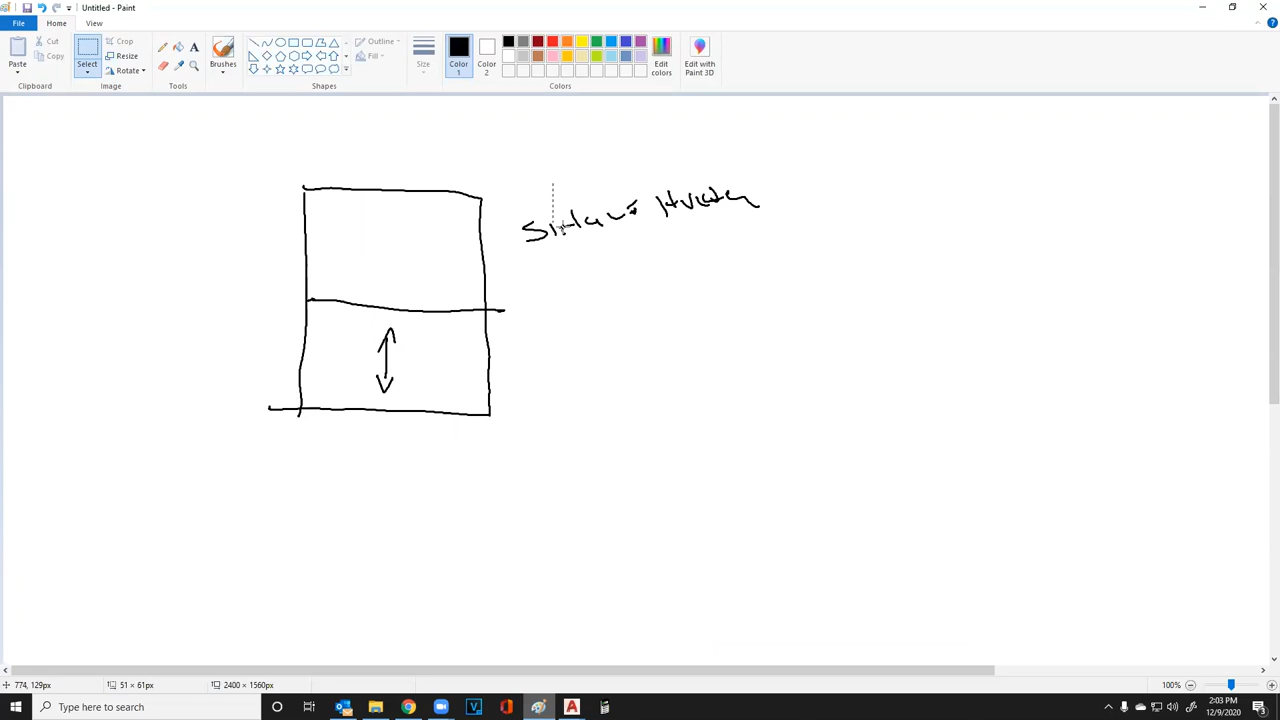 Untitled - Paint
File Home View
Paste Cut Copy Select Crop Resize Rotate A Brushes Outline Fill Size Color 1 Color 2 Edit colors Edit with Paint 3D
Clipboard Image Tools Shapes Colors
774, 129px 51 × 61px 2400 × 1560px 100%
Type here to search 2:03 PM
12/9/2020